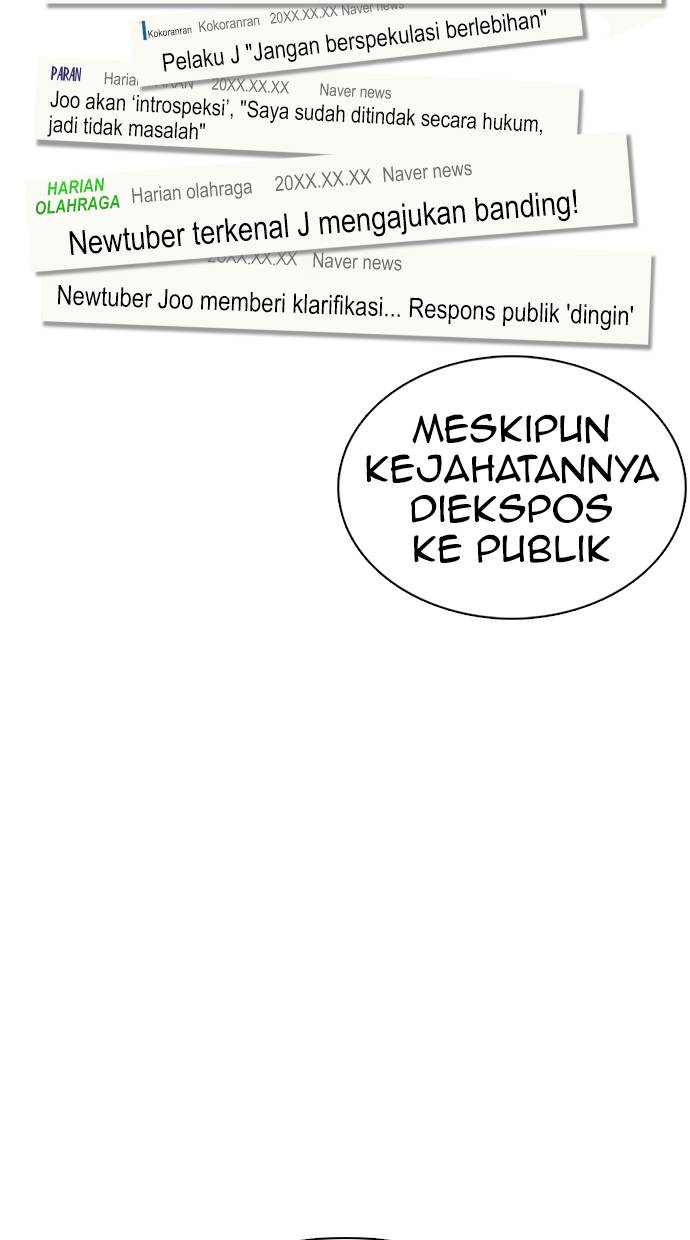 Kokoranran Kokoranran 20XX.XX.XX Naver news
Pelaku J "Jangan berspekulasi berlebihan"
PARAN 20XX.XX.XX Naver news
Joo akan ‘introspeksi’, "Saya sudah ditindak secara hukum,
jadi tidak masalah"
HARIAN
OLAHRAGA Harian olahraga 20XX.XX.XX Naver news
Newtuber terkenal J mengajukan banding!
20XX.XX.XX Naver news
Newtuber Joo memberi klarifikasi... Respons publik 'dingin'
MESKIPUN
KEJAHATANNYA
DIEKSPOS
KE PUBLIK